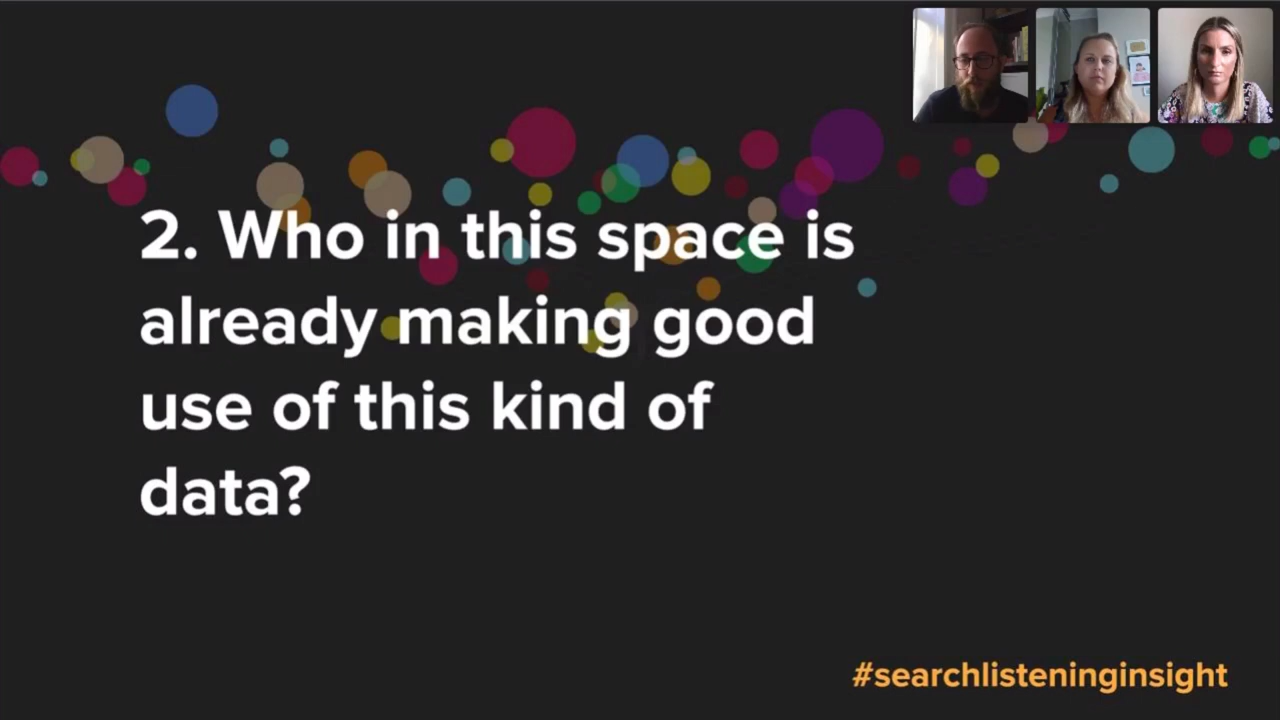 2. Who in this space is
already making good
use of this kind of
data?
#searchlisteninginsight